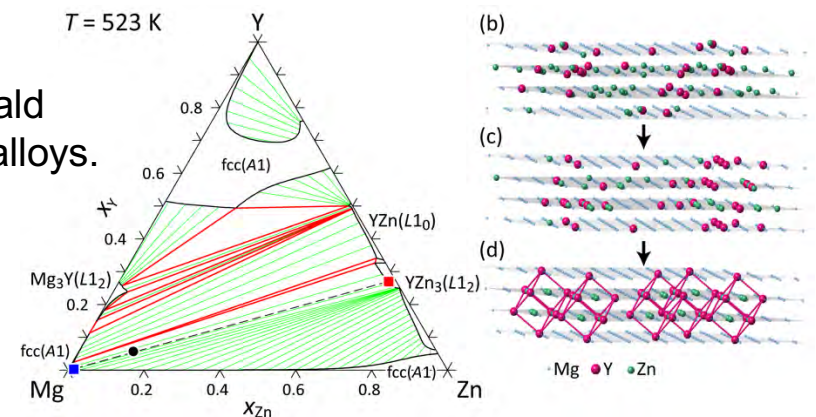 T = 523 K
Y
ald
alloys.
0.8
fcc(A1)
0.6
xY
0.4
YZn(L1₀)
Mg₃Y(L1₂)
YZn₃(L1₂)
0.2
fcc(A1)
fcc(A1)
Mg
0.2
0.4
0.6
0.8
Zn
xZn
(b)
(c)
(d)
Mg Y Zn